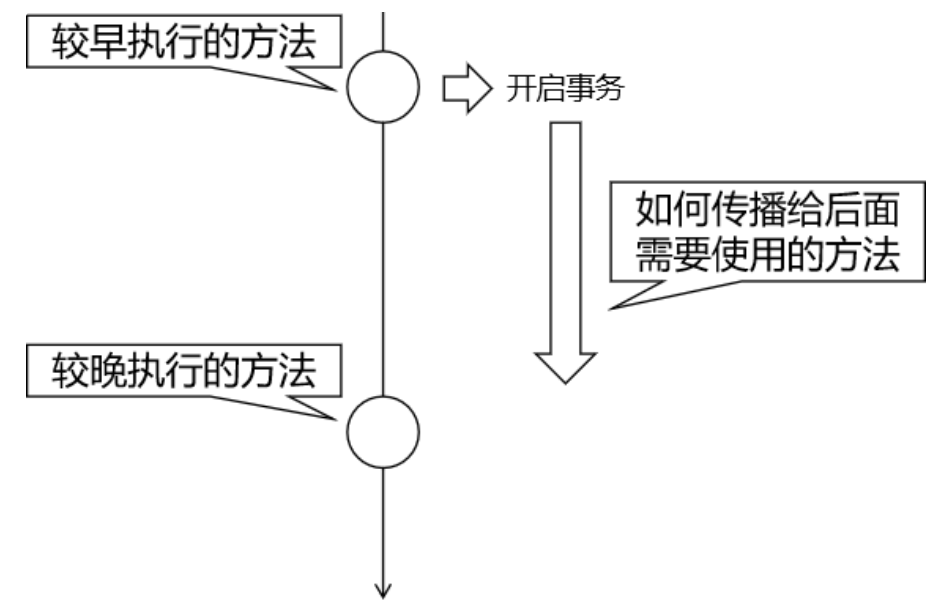 较早执行的方法
开启事务
如何传播给后面
需要使用的方法
较晚执行的方法